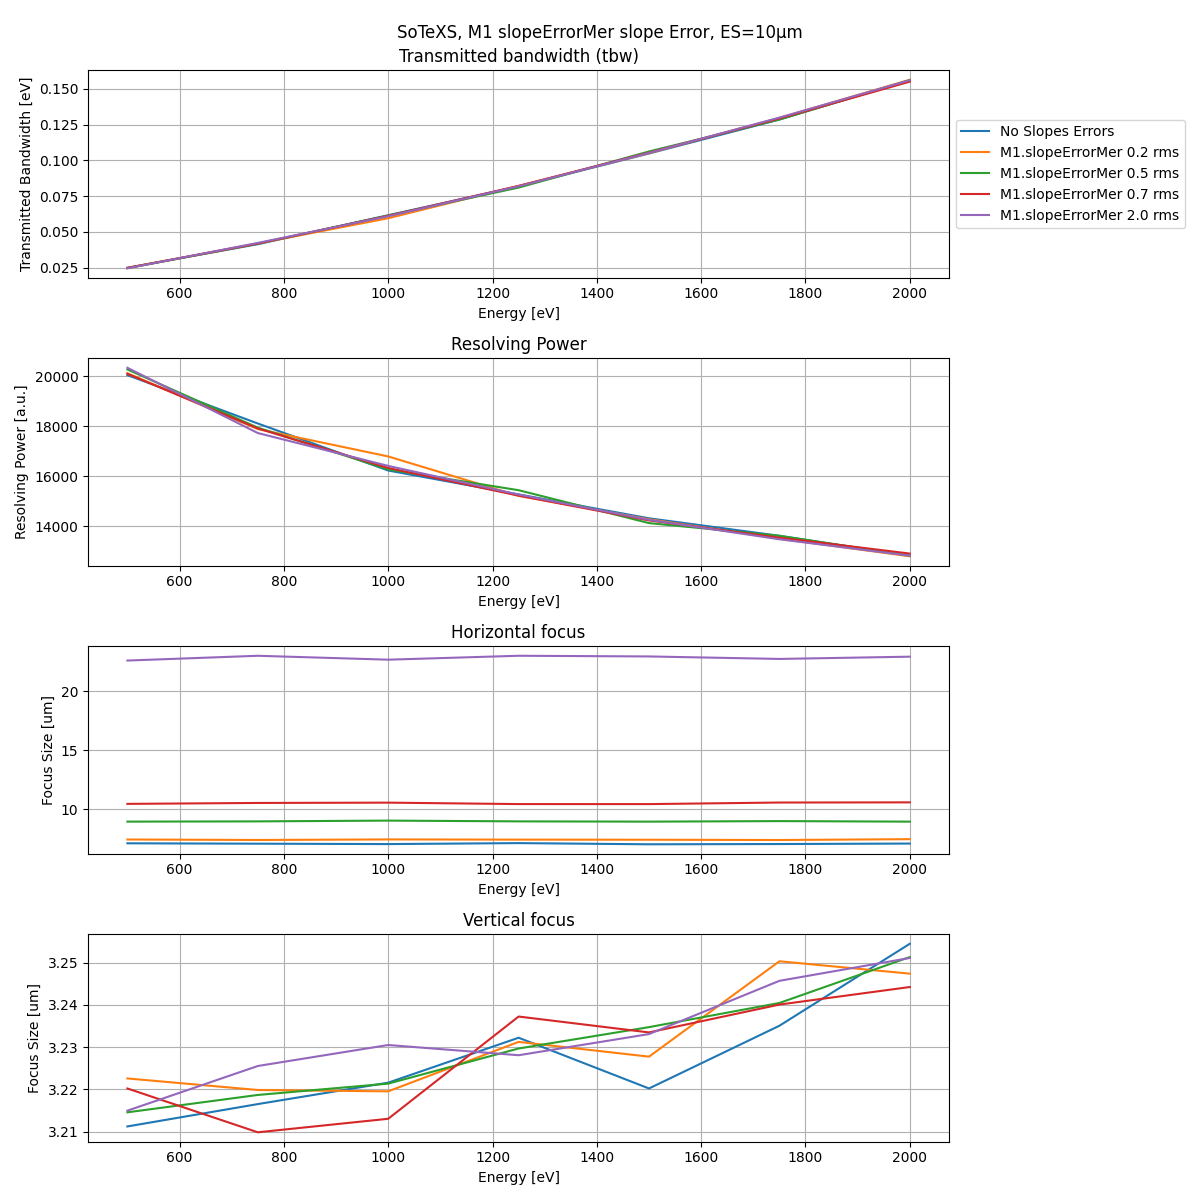 SoTeXS, M1 slopeErrorMer slope Error, ES=10μm
Transmitted bandwidth (tbw)
Transmitted Bandwidth [eV]
0.150
0.125
0.100
0.075
0.050
0.025
600 800 1000 1200 1400 1600 1800 2000
Energy [eV]
No Slopes Errors
M1.slopeErrorMer 0.2 rms
M1.slopeErrorMer 0.5 rms
M1.slopeErrorMer 0.7 rms
M1.slopeErrorMer 2.0 rms
Resolving Power
Resolving Power [a.u.]
20000
18000
16000
14000
600 800 1000 1200 1400 1600 1800 2000
Energy [eV]
Horizontal focus
Focus Size [um]
20
15
10
600 800 1000 1200 1400 1600 1800 2000
Energy [eV]
Vertical focus
Focus Size [um]
3.25
3.24
3.23
3.22
3.21
600 800 1000 1200 1400 1600 1800 2000
Energy [eV]